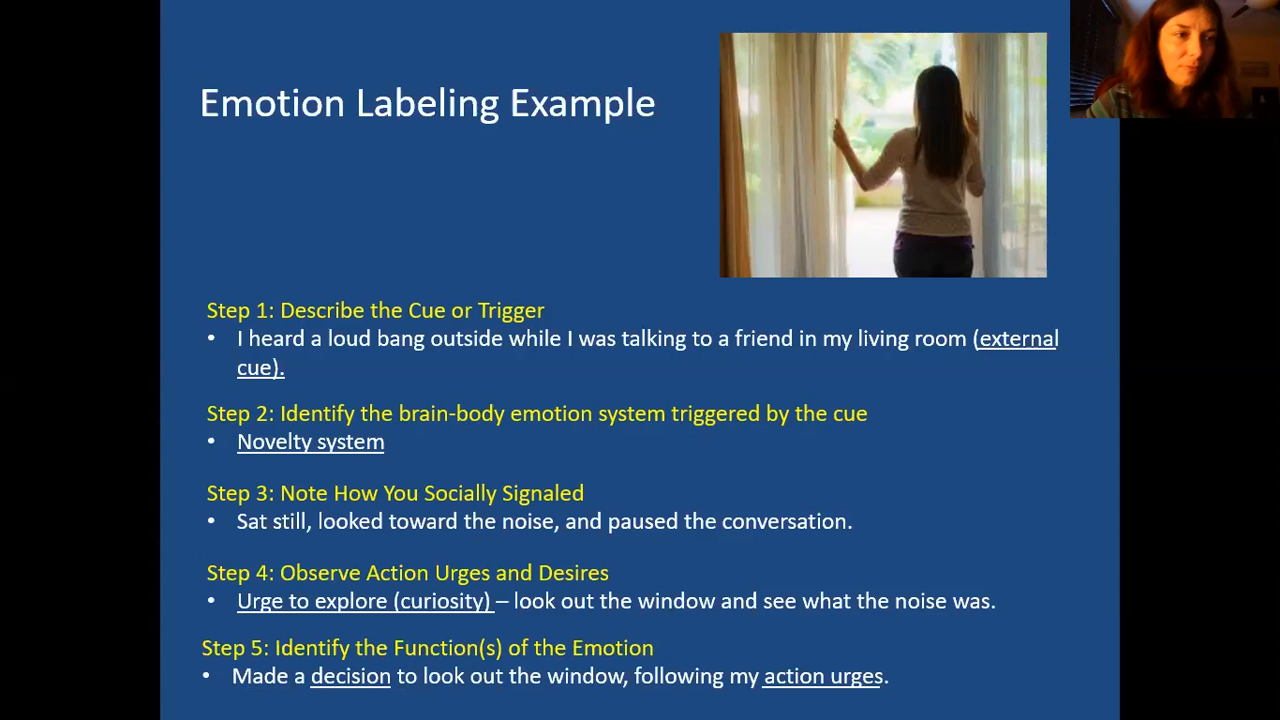 Emotion Labeling Example
Step 1: Describe the Cue or Trigger
• I heard a loud bang outside while I was talking to a friend in my living room (external
cue).
Step 2: Identify the brain-body emotion system triggered by the cue
• Novelty system
Step 3: Note How You Socially Signaled
• Sat still, looked toward the noise, and paused the conversation.
Step 4: Observe Action Urges and Desires
• Urge to explore (curiosity) – look out the window and see what the noise was.
Step 5: Identify the Function(s) of the Emotion
• Made a decision to look out the window, following my action urges.